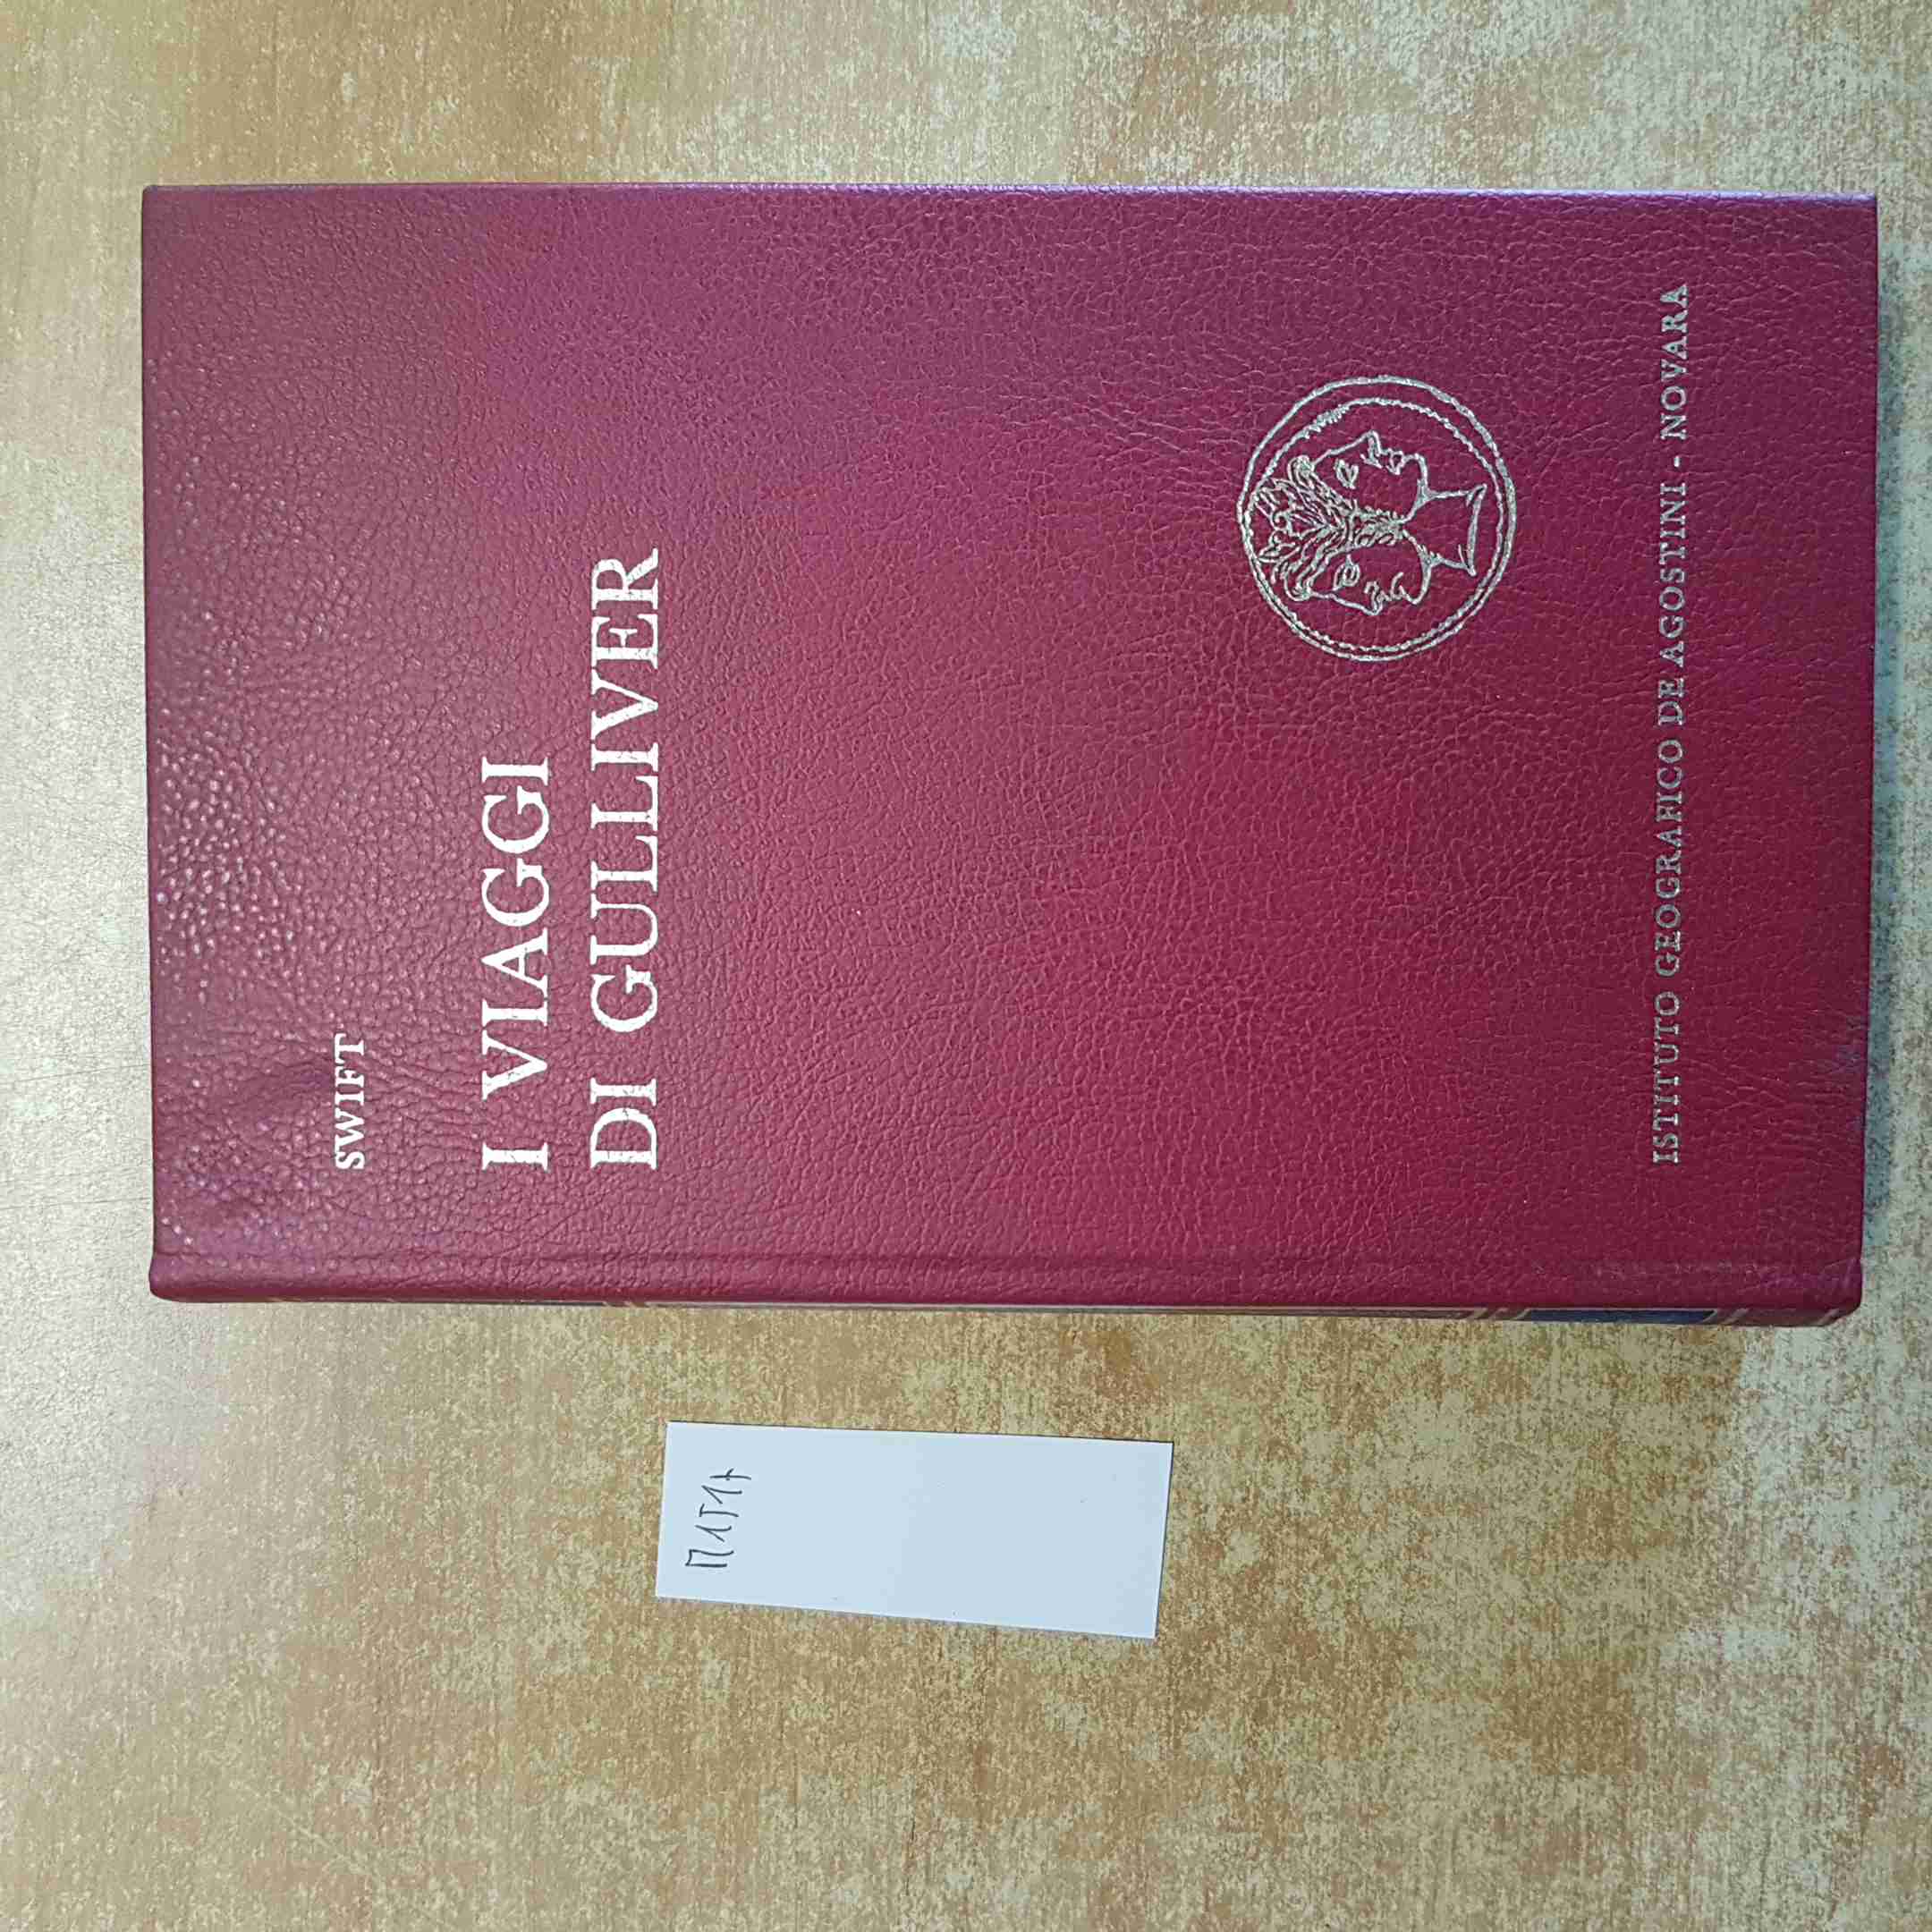 SWIFT
I VIAGGI
DI GULLIVER
ISTITUTO GEOGRAFICO DE AGOSTINI - NOVARA